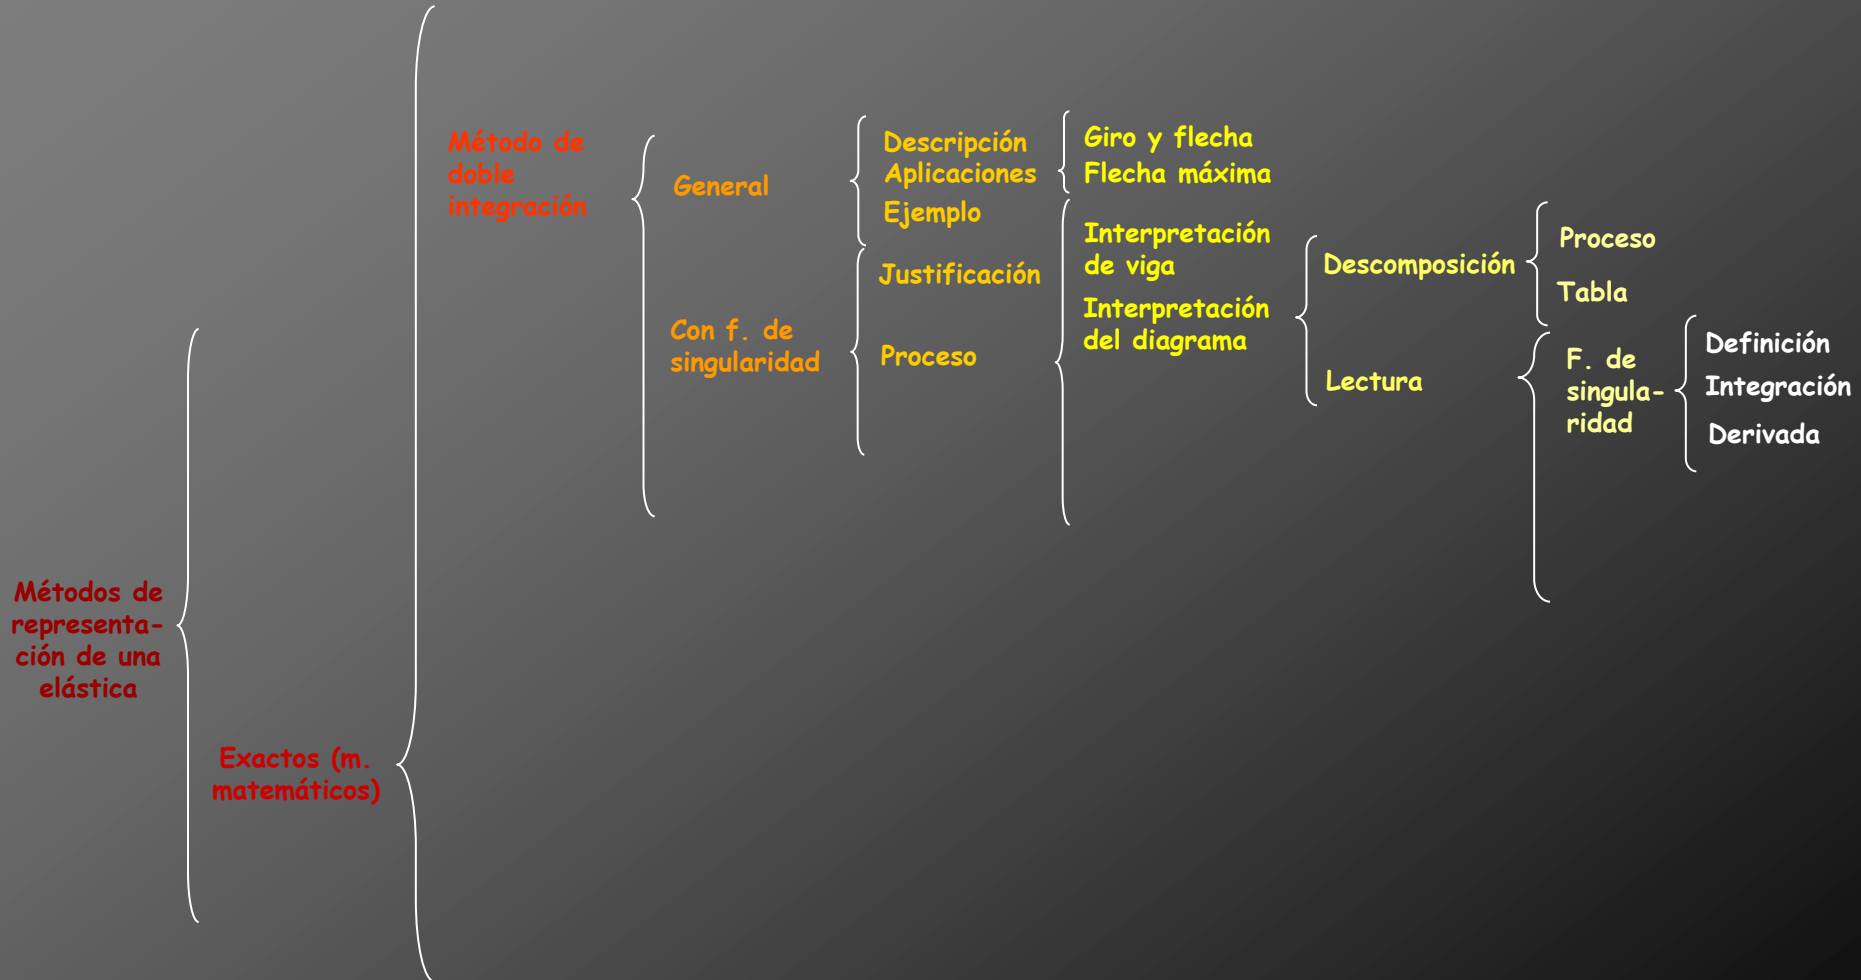 Métodos de
representa-
ción de una
elástica
Exactos (m.
matemáticos)
Método de
doble
integración
General
Descripción
Aplicaciones
Giro y flecha
Flecha máxima
Ejemplo
Con f. de
singularidad
Justificación
Proceso
Interpretación
de viga
Interpretación
del diagrama
Descomposición
Proceso
Tabla
Lectura
F. de
singula-
ridad
Definición
Integración
Derivada